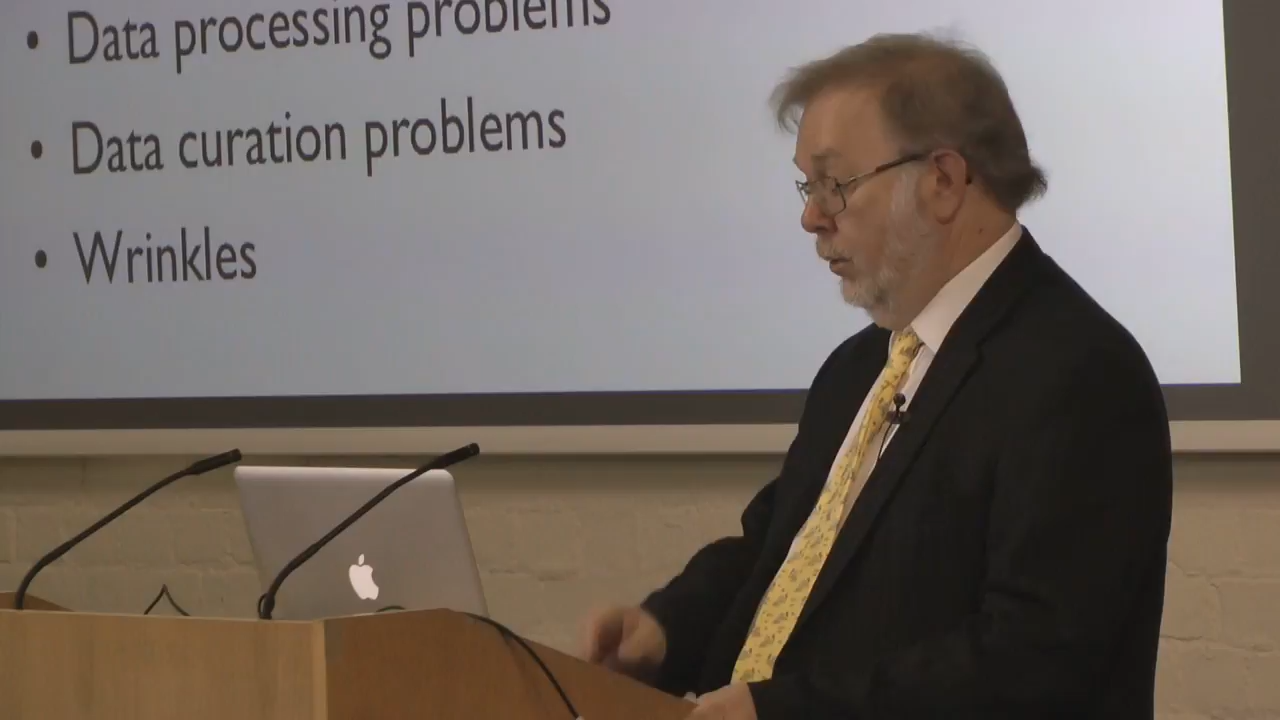 • Data processing problems
• Data curation problems
• Wrinkles